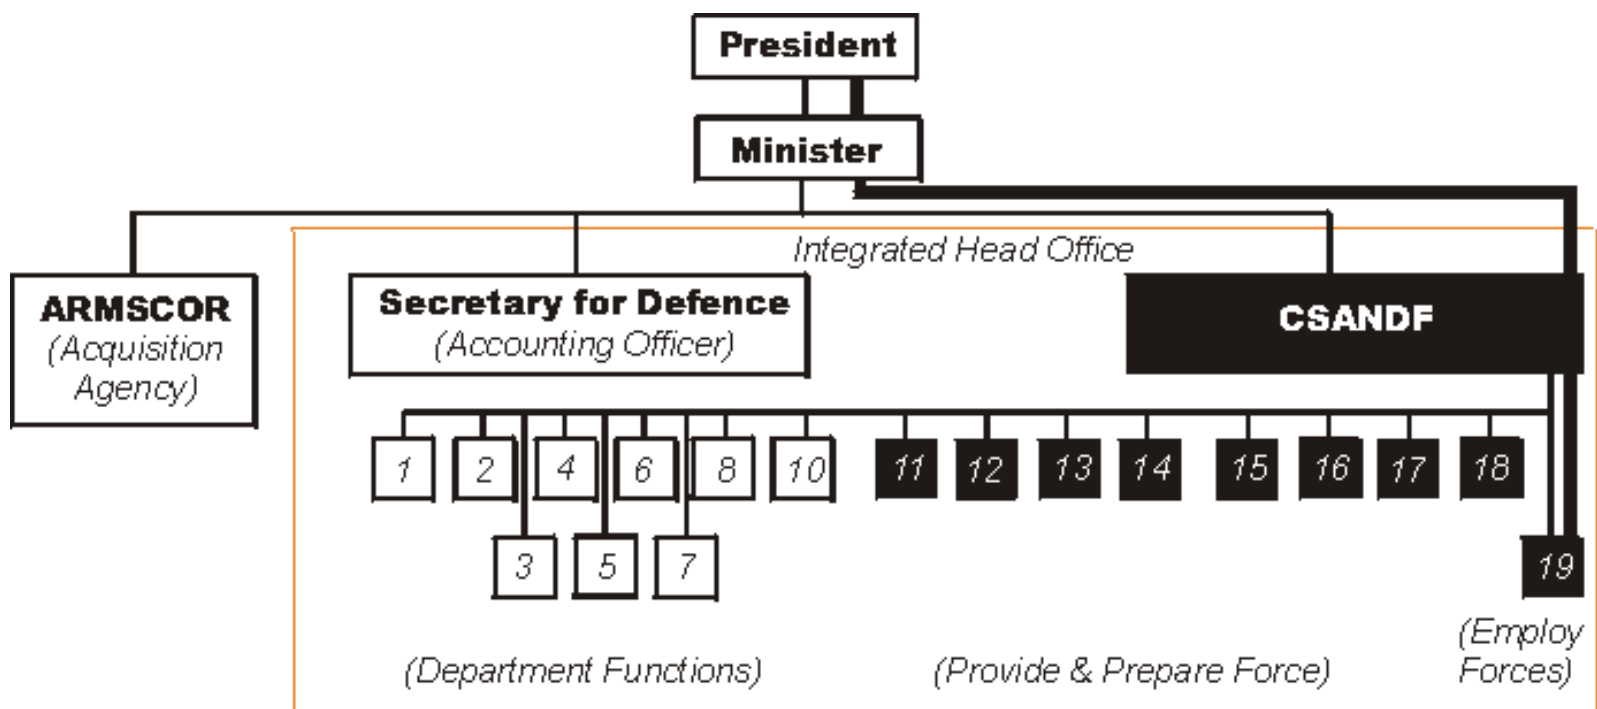 President
Minister
Integrated Head Office
ARMSCOR
(Acquisition
Agency)
Secretary for Defence
(Accounting Officer)
CSANDF
1
2
4
6
8
10
11
12
13
14
15
16
17
18
3
5
7
19
(Department Functions)
(Provide & Prepare Force)
(Employ
Forces)